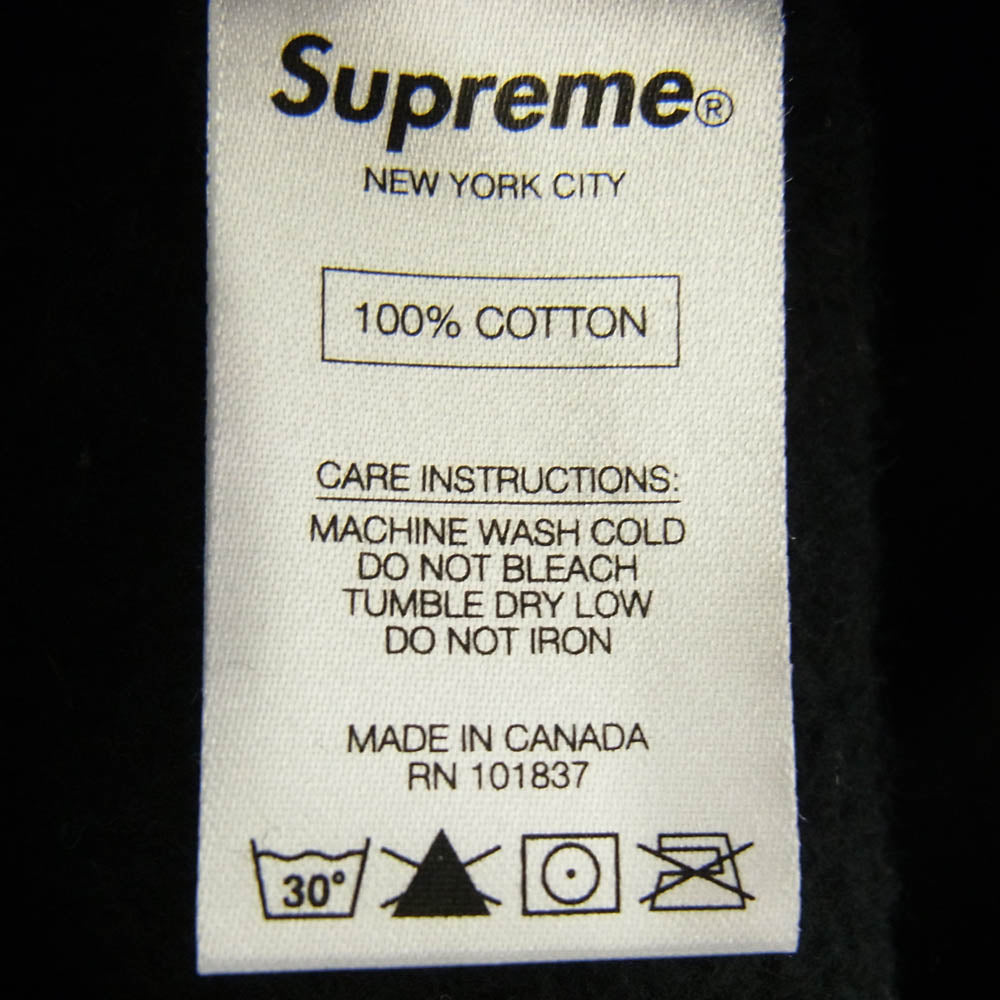 Supreme®
NEW YORK CITY
100% COTTON
CARE INSTRUCTIONS:
MACHINE WASH COLD
DO NOT BLEACH
TUMBLE DRY LOW
DO NOT IRON
MADE IN CANADA
RN 101837
30°